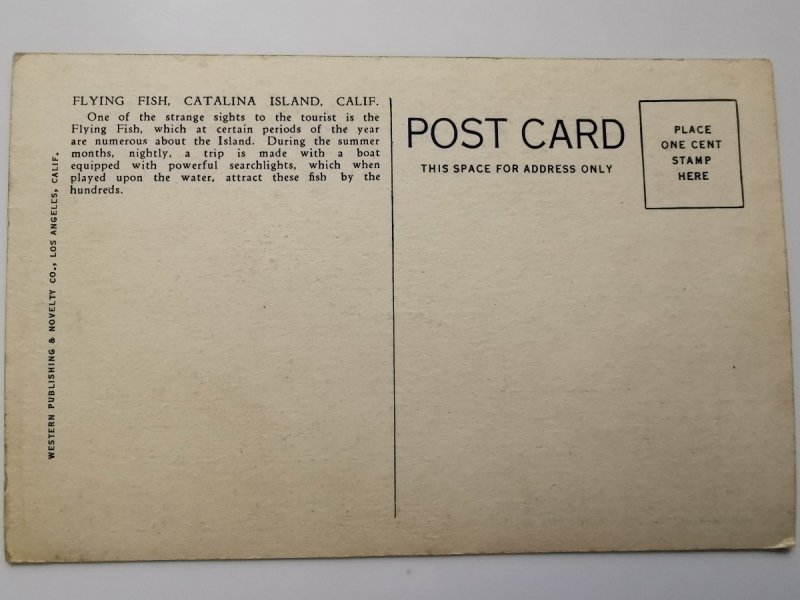 FLYING FISH, CATALINA ISLAND, CALIF.
One of the strange sights to the tourist is the
Flying Fish, which at certain periods of the year
are numerous about the Island. During the summer
months, nightly, a trip is made with a boat
equipped with powerful searchlights, which when
played upon the water, attract these fish by the
hundreds.
WESTERN PUBLISHING & NOVELTY CO., LOS ANGELES, CALIF.
POST CARD
THIS SPACE FOR ADDRESS ONLY
PLACE
ONE CENT
STAMP
HERE